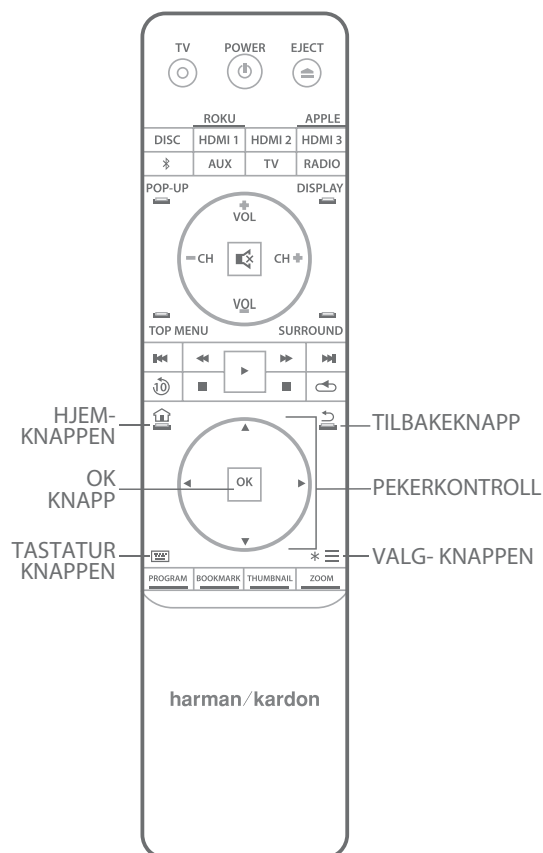 TV POWER EJECT
ROKU APPLE
DISC HDMI 1 HDMI 2 HDMI 3
AUX TV RADIO
POP-UP DISPLAY
VOL
CH CH
VOL
TOP MENU SURROUND
10
HJEM-
KNAPPEN
TILBAKEKNAPP
OK
KNAPP
OK
PEKERKONTROLL
TASTATUR
KNAPPEN
VALG- KNAPPEN
PROGRAM BOOKMARK THUMBNAIL ZOOM
harman/kardon